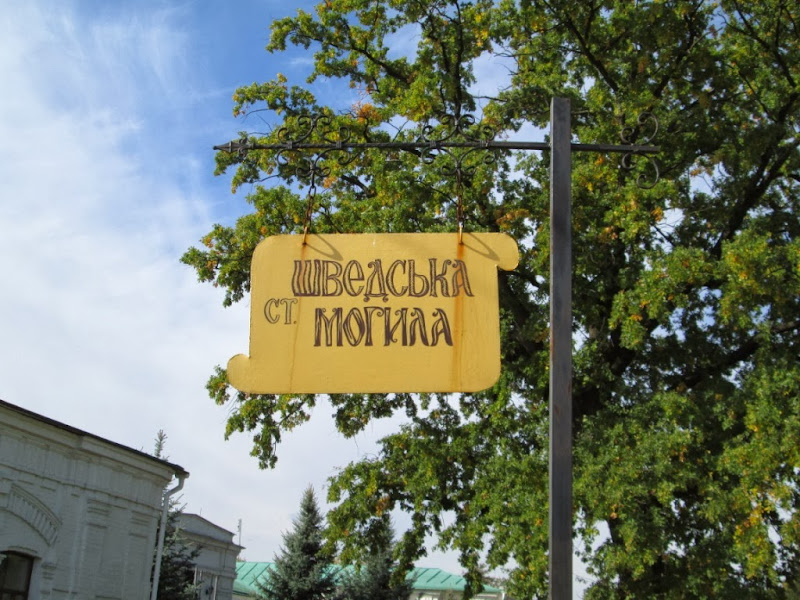 ст. Шведська
Могила